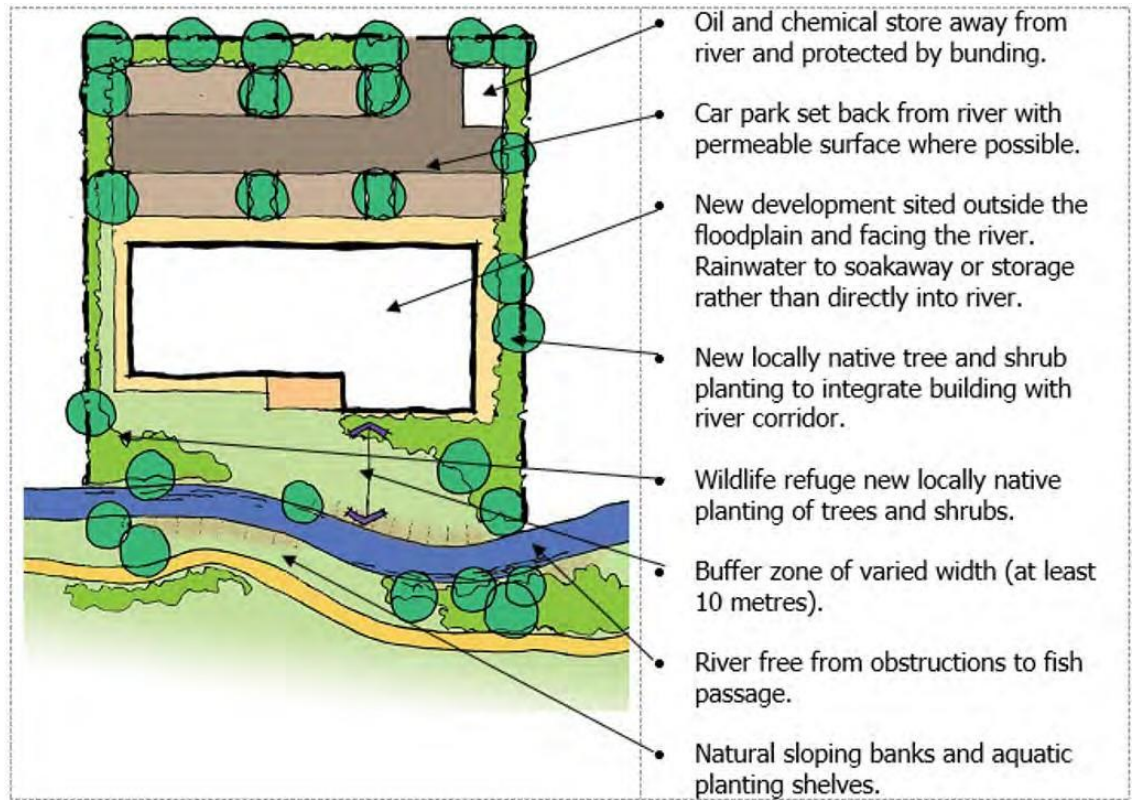 • Oil and chemical store away from
river and protected by bunding.
• Car park set back from river with
permeable surface where possible.
• New development sited outside the
floodplain and facing the river.
Rainwater to soakaway or storage
rather than directly into river.
• New locally native tree and shrub
planting to integrate building with
river corridor.
• Wildlife refuge new locally native
planting of trees and shrubs.
• Buffer zone of varied width (at least
10 metres).
• River free from obstructions to fish
passage.
• Natural sloping banks and aquatic
planting shelves.